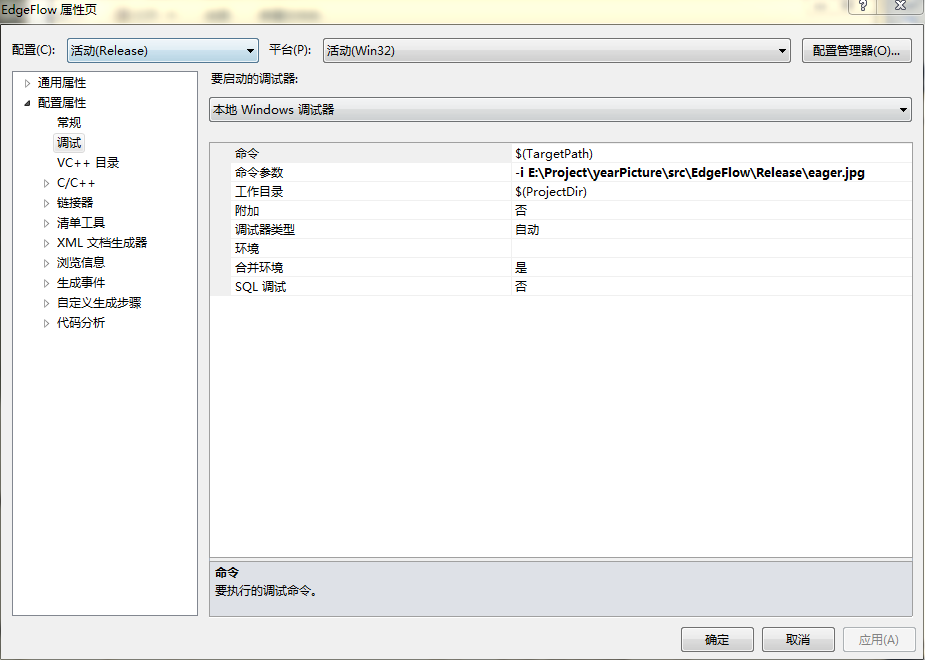 EdgeFlow 属性页
配置(C): 活动(Release) 平台(P): 活动(Win32) 配置管理器(O)...
通用属性
配置属性
常规
调试
VC++ 目录
C/C++
链接器
清单工具
XML 文档生成器
浏览信息
生成事件
自定义生成步骤
代码分析
要启动的调试器:
本地 Windows 调试器
命令 $(TargetPath)
命令参数 -i E:\Project\yearPicture\src\EdgeFlow\Release\eager.jpg
工作目录 $(ProjectDir)
附加 否
调试器类型 自动
环境
合并环境 是
SQL 调试 否
命令
要执行的调试命令。
确定 取消 应用(A)